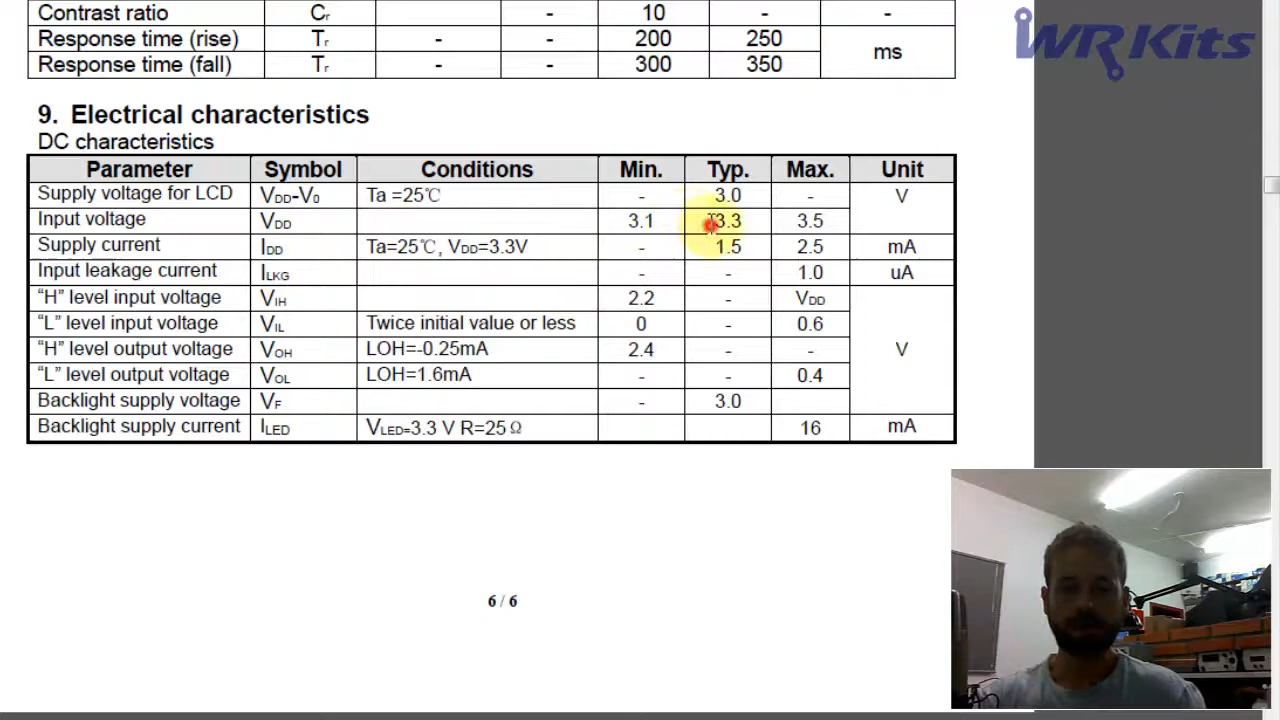 WR Kits
Contrast ratio Cr - 10 - -
Response time (rise) Tr - - 200 250 ms
Response time (fall) Tr - - 300 350
9. Electrical characteristics
DC characteristics
Parameter Symbol Conditions Min. Typ. Max. Unit
Supply voltage for LCD VDD-V0 Ta =25℃ - 3.0 - V
Input voltage VDD 3.1 3.3 3.5
Supply current IDD Ta=25℃, VDD=3.3V - 1.5 2.5 mA
Input leakage current ILKG - - 1.0 uA
“H” level input voltage VIH 2.2 - VDD
“L” level input voltage VIL Twice initial value or less 0 - 0.6
“H” level output voltage VOH LOH=-0.25mA 2.4 - - V
“L” level output voltage VOL LOH=1.6mA - - 0.4
Backlight supply voltage VF - 3.0
Backlight supply current ILED VLED=3.3 V R=25Ω 16 mA
6 / 6